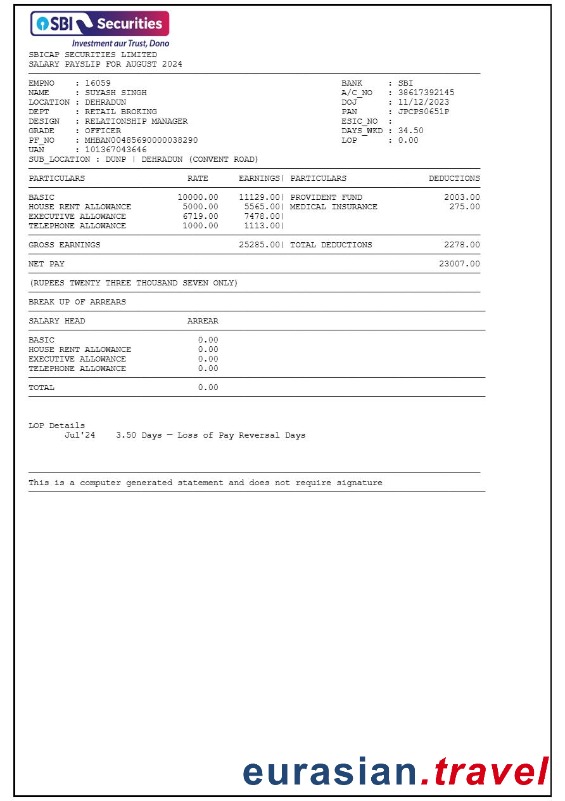 SBI Securities
Investment aur Trust, Dono
SBICAP SECURITIES LIMITED
SALARY PAYSLIP FOR AUGUST 2024
EMPNO : 16059 BANK : SBI
NAME : SUYASH SINGH A/C_NO : 38617392145
LOCATION : DEHRADUN DOJ : 11/12/2023
DEPT : RETAIL BROKING PAN : JPCPS0651P
DESIGN : RELATIONSHIP MANAGER ESIC_NO :
GRADE : OFFICER DAYS_WKD : 34.50
PF_NO : MHBAN00485690000038290 LOP : 0.00
UAN : 101367043646
SUB_LOCATION : DUNP | DEHRADUN (CONVENT ROAD)
PARTICULARS RATE EARNINGS| PARTICULARS DEDUCTIONS
BASIC 10000.00 11129.00| PROVIDENT FUND 2003.00
HOUSE RENT ALLOWANCE 5000.00 5565.00| MEDICAL INSURANCE 275.00
EXECUTIVE ALLOWANCE 6719.00 7478.00|
TELEPHONE ALLOWANCE 1000.00 1113.00|
GROSS EARNINGS 25285.00| TOTAL DEDUCTIONS 2278.00
NET PAY 23007.00
(RUPEES TWENTY THREE THOUSAND SEVEN ONLY)
BREAK UP OF ARREARS
SALARY HEAD ARREAR
BASIC 0.00
HOUSE RENT ALLOWANCE 0.00
EXECUTIVE ALLOWANCE 0.00
TELEPHONE ALLOWANCE 0.00
TOTAL 0.00
LOP Details
Jul'24 3.50 Days — Loss of Pay Reversal Days
This is a computer generated statement and does not require signature
eurasian.travel